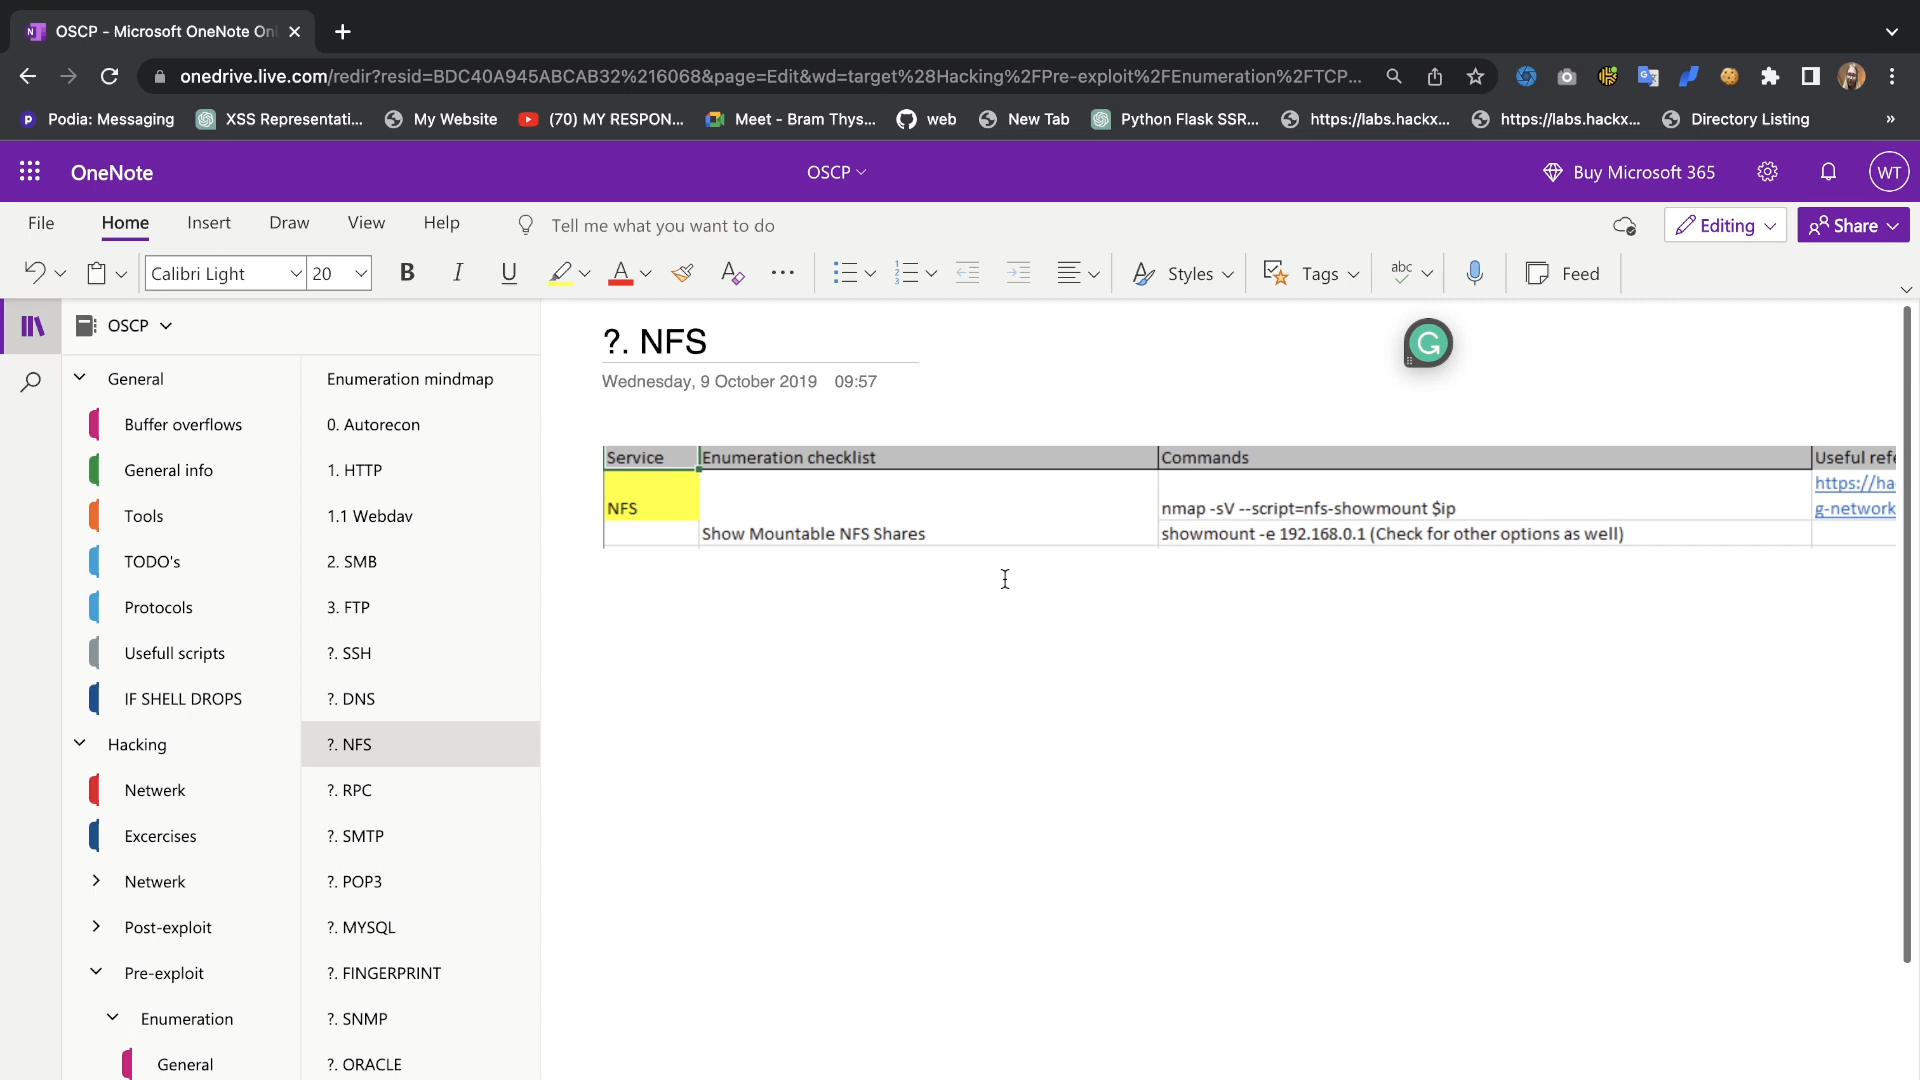 OSCP - Microsoft OneNote Onl
onedrive.live.com/redir?resid=BDC40A945ABCAB32%216068&page=Edit&wd=target%28Hacking%2FPre-exploit%2FEnumeration%2FTCP...
Podia: Messaging XSS Representati... My Website (70) MY RESPON... Meet - Bram Thys... web New Tab Python Flask SSR... https://labs.hackx... https://labs.hackx... Directory Listing »
OneNote OSCP Buy Microsoft 365 WT
File Home Insert Draw View Help Tell me what you want to do Editing Share
Calibri Light 20 B I U A A ... Styles Tags abc Feed
OSCP
General
Buffer overflows
General info
Tools
TODO's
Protocols
Usefull scripts
IF SHELL DROPS
Hacking
Netwerk
Excercises
Netwerk
Post-exploit
Pre-exploit
Enumeration
General
Enumeration mindmap
0. Autorecon
1. HTTP
1.1 Webdav
2. SMB
3. FTP
?. SSH
?. DNS
?. NFS
?. RPC
?. SMTP
?. POP3
?. MYSQL
?. FINGERPRINT
?. SNMP
?. ORACLE
?. NFS
Wednesday, 9 October 2019 09:57
Service Enumeration checklist Commands Useful refe
https://ha
NFS nmap -sV --script=nfs-showmount $ip g-network
Show Mountable NFS Shares showmount -e 192.168.0.1 (Check for other options as well)